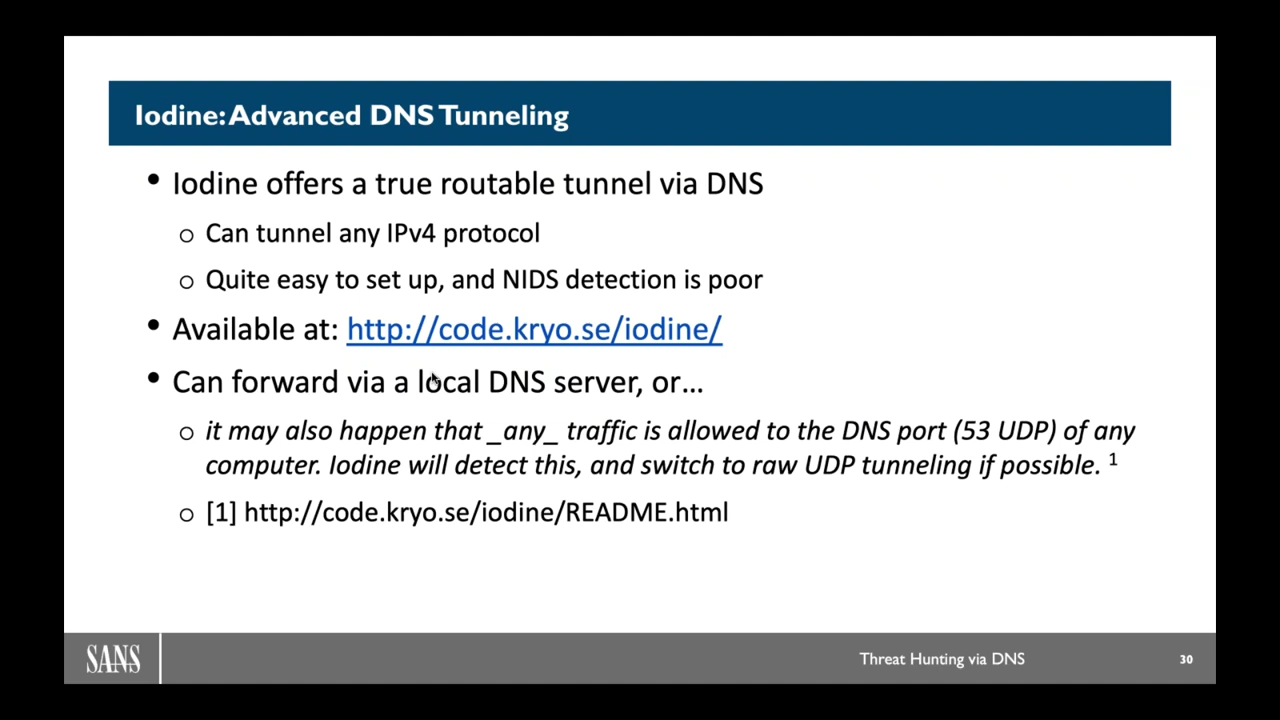 Iodine: Advanced DNS Tunneling
• Iodine offers a true routable tunnel via DNS
o Can tunnel any IPv4 protocol
o Quite easy to set up, and NIDS detection is poor
• Available at: http://code.kryo.se/iodine/
• Can forward via a local DNS server, or…
o it may also happen that _any_ traffic is allowed to the DNS port (53 UDP) of any
computer. Iodine will detect this, and switch to raw UDP tunneling if possible. 1
o [1] http://code.kryo.se/iodine/README.html
SANS
Threat Hunting via DNS
30